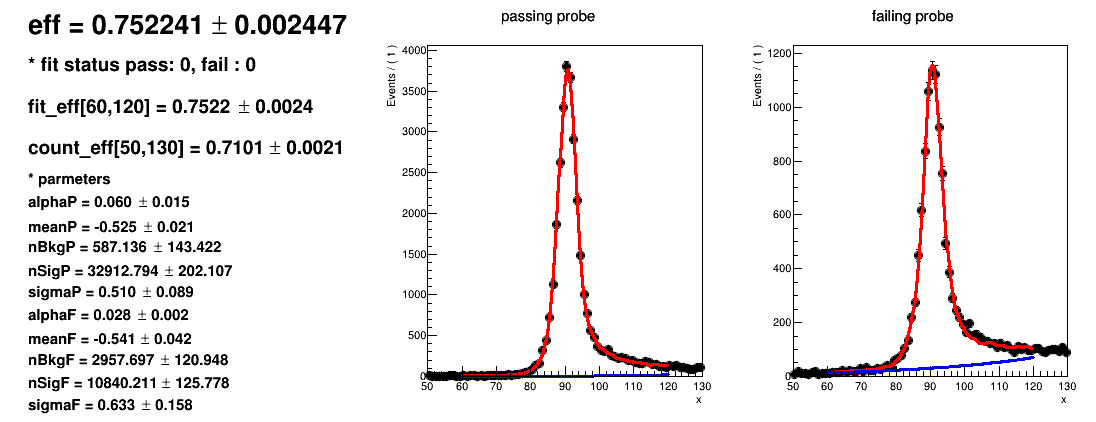 eff = 0.752241 ± 0.002447
* fit status pass: 0, fail : 0
fit_eff[60,120] = 0.7522 ± 0.0024
count_eff[50,130] = 0.7101 ± 0.0021
* parmeters
alphaP = 0.060 ± 0.015
meanP = -0.525 ± 0.021
nBkgP = 587.136 ± 143.422
nSigP = 32912.794 ± 202.107
sigmaP = 0.510 ± 0.089
alphaF = 0.028 ± 0.002
meanF = -0.541 ± 0.042
nBkgF = 2957.697 ± 120.948
nSigF = 10840.211 ± 125.778
sigmaF = 0.633 ± 0.158
passing probe
Events / ( 1 )
4000
3500
3000
2500
2000
1500
1000
500
0
50 60 70 80 90 100 110 120 130
x
failing probe
Events / ( 1 )
1200
1000
800
600
400
200
0
50 60 70 80 90 100 110 120 130
x